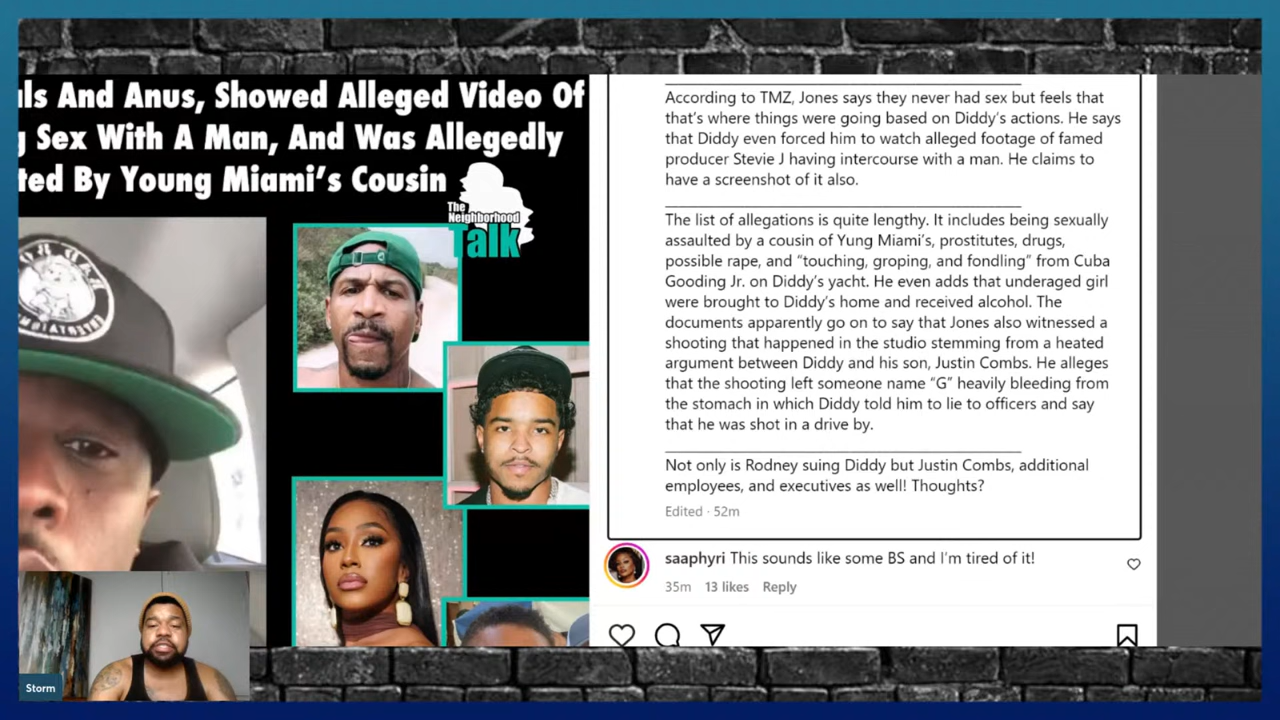 ls And Anus, Showed Alleged Video Of
Sex With A Man, And Was Allegedly
ted By Young Miami's Cousin
The
Neighborhood
Talk
According to TMZ, Jones says they never had sex but feels that
that's where things were going based on Diddy's actions. He says
that Diddy even forced him to watch alleged footage of famed
producer Stevie J having intercourse with a man. He claims to
have a screenshot of it also.
The list of allegations is quite lengthy. It includes being sexually
assaulted by a cousin of Yung Miami's, prostitutes, drugs,
possible rape, and "touching, groping, and fondling" from Cuba
Gooding Jr. on Diddy's yacht. He even adds that underaged girl
were brought to Diddy's home and received alcohol. The
documents apparently go on to say that Jones also witnessed a
shooting that happened in the studio stemming from a heated
argument between Diddy and his son, Justin Combs. He alleges
that the shooting left someone name "G" heavily bleeding from
the stomach in which Diddy told him to lie to officers and say
that he was shot in a drive by.
Not only is Rodney suing Diddy but Justin Combs, additional
employees, and executives as well! Thoughts?
Edited · 52m
saaphyri This sounds like some BS and I'm tired of it!
35m 13 likes Reply
Storm